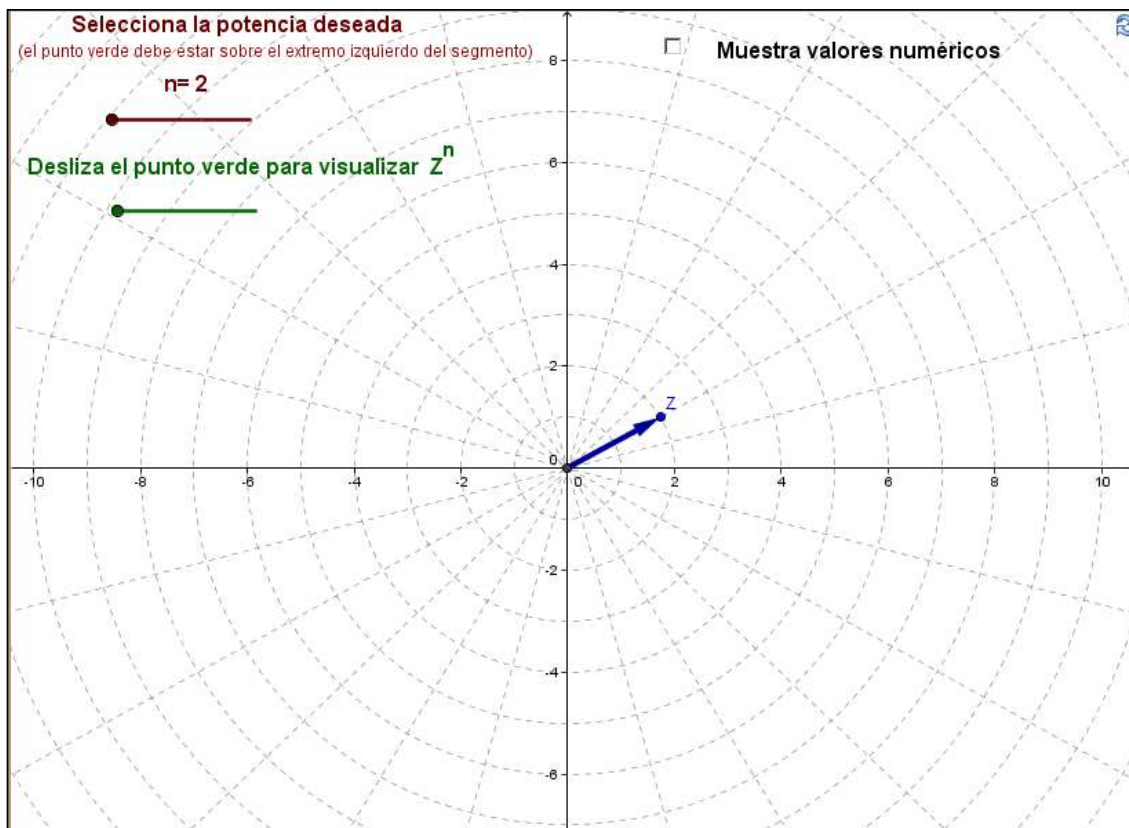 Selecciona la potencia deseada
(el punto verde debe estar sobre el extremo izquierdo del segmento)
n= 2
Desliza el punto verde para visualizar Z^n
Muestra valores numéricos
8
6
4
2
0
Z
-10 -8 -6 -4 -2 0 2 4 6 8 10
-2
-4
-6